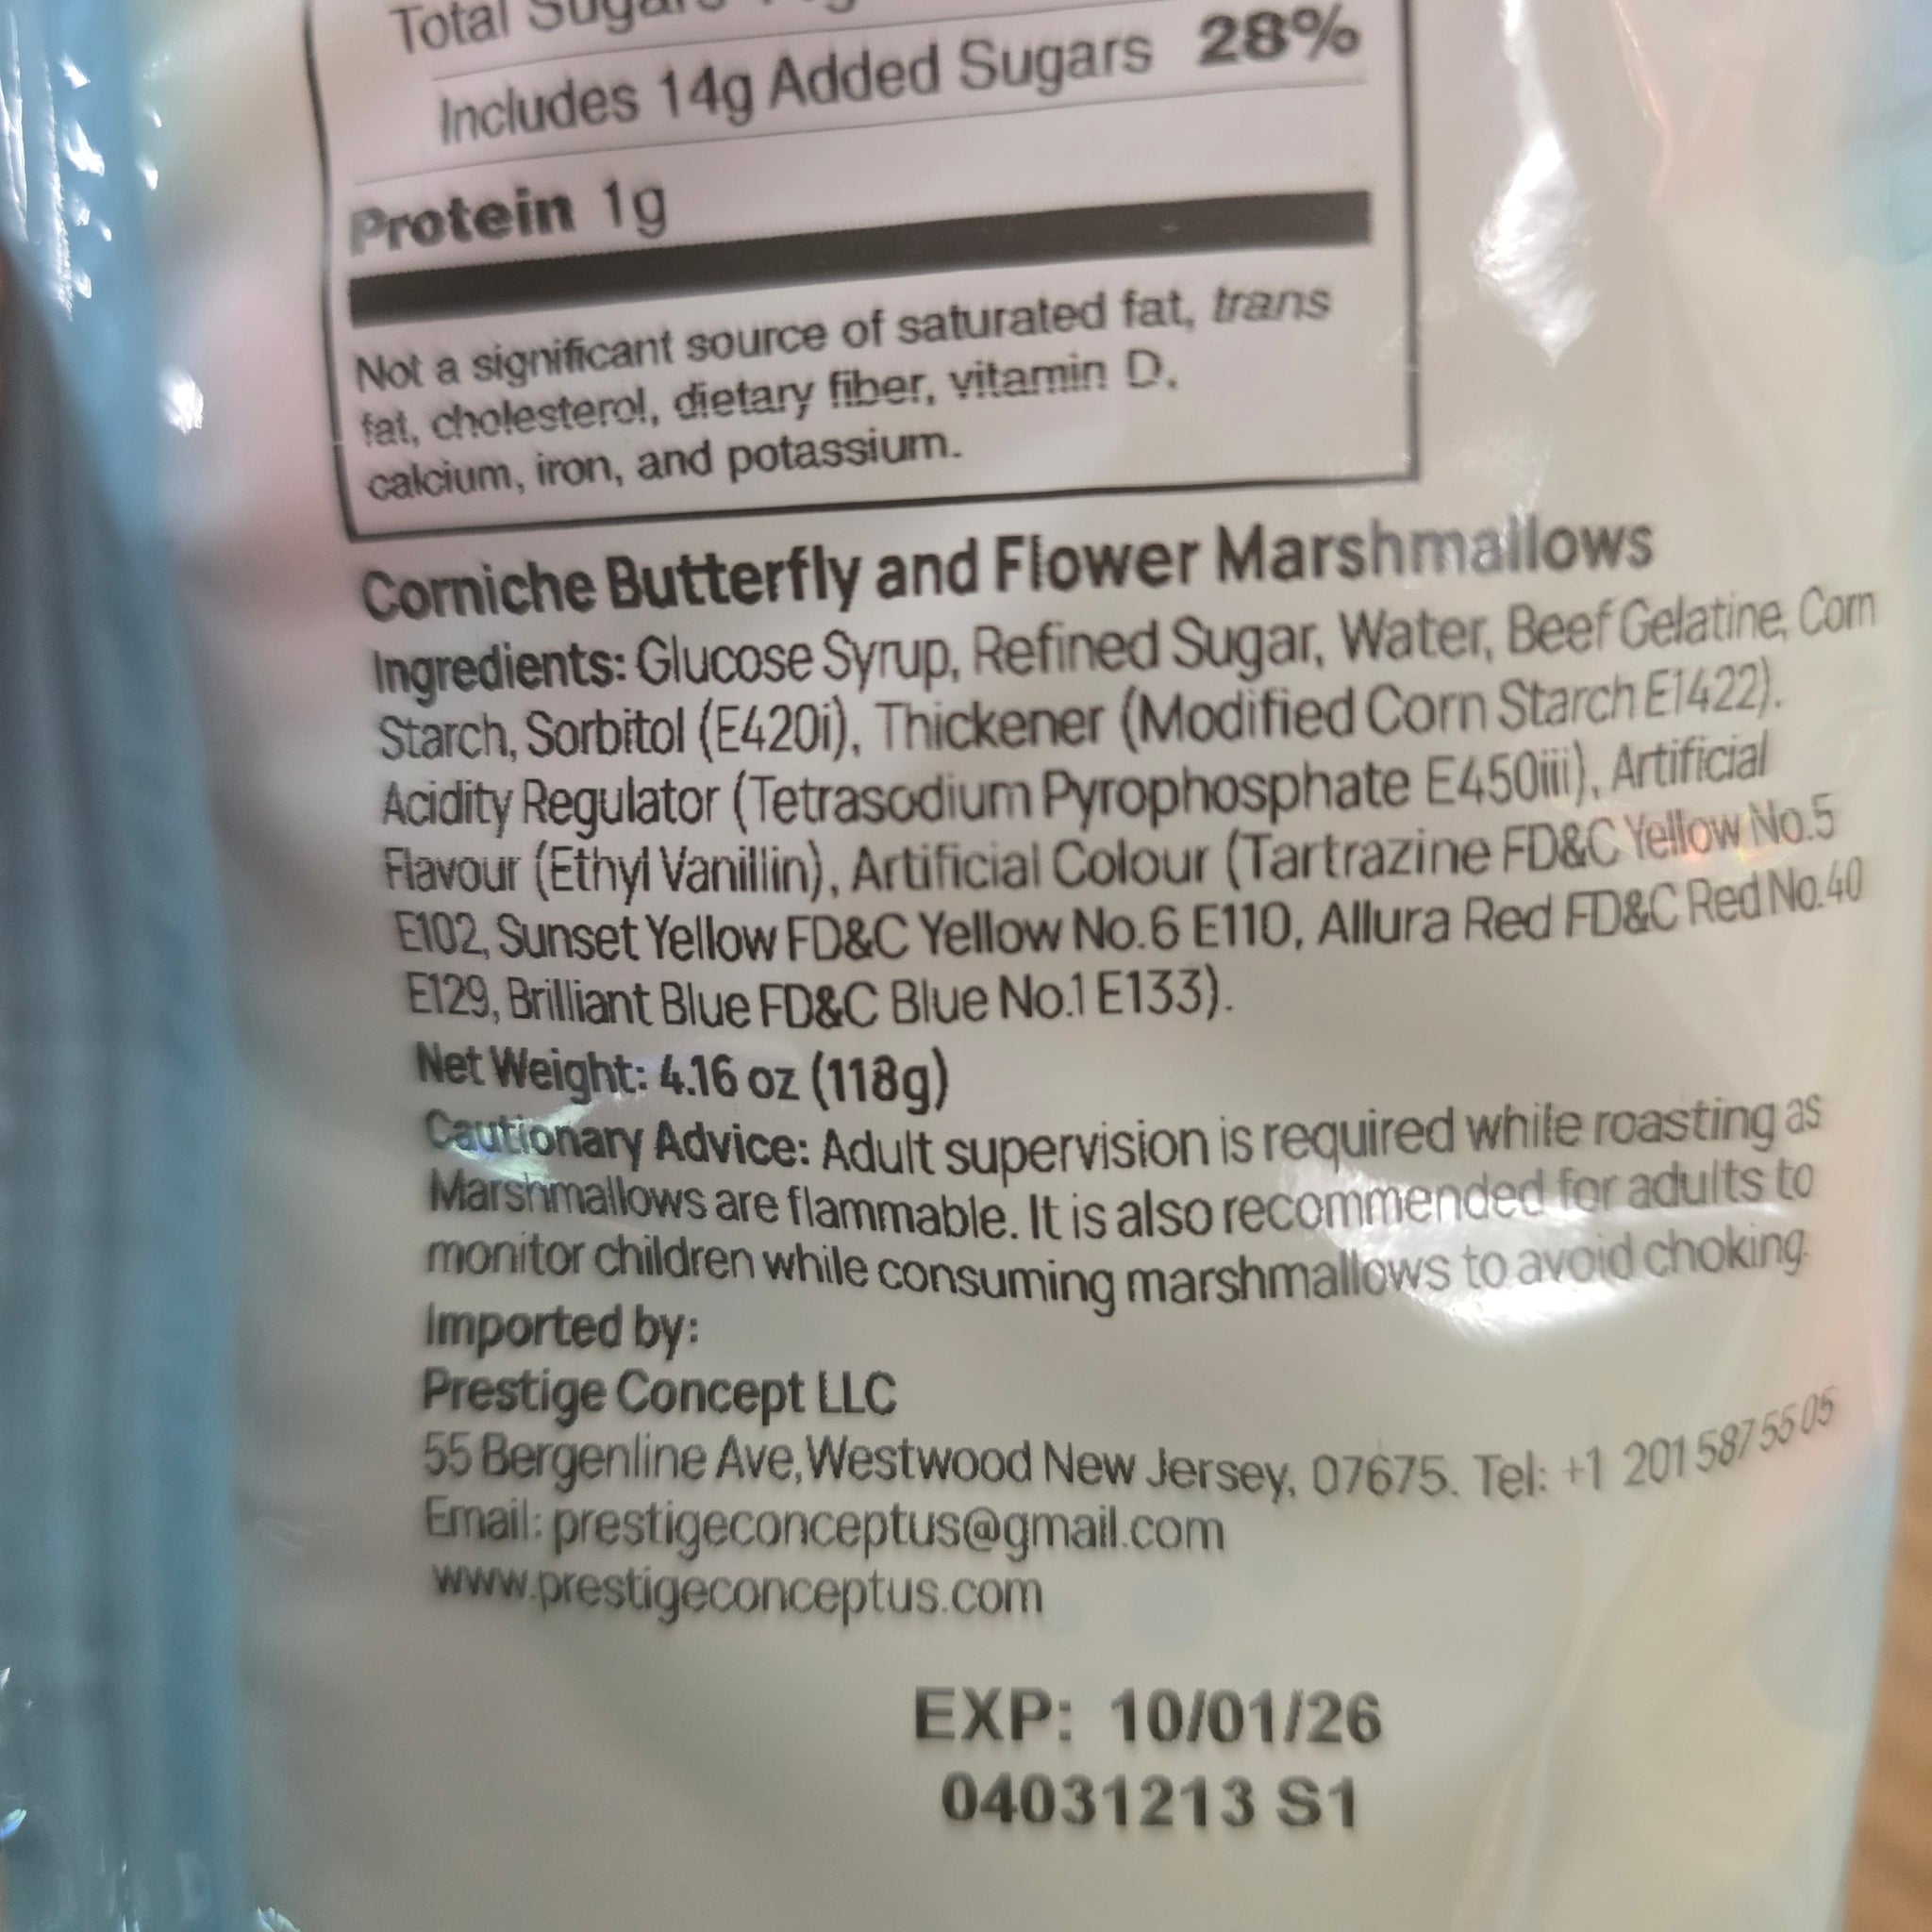 Total Sugars
Includes 14g Added Sugars 28%
Protein 1g
Not a significant source of saturated fat, trans
fat, cholesterol, dietary fiber, vitamin D,
calcium, iron, and potassium.
Corniche Butterfly and Flower Marshmallows
Ingredients: Glucose Syrup, Refined Sugar, Water, Beef Gelatine, Corn
Starch, Sorbitol (E420i), Thickener (Modified Corn Starch E1422).
Acidity Regulator (Tetrasodium Pyrophosphate E450iii), Artificial
Flavour (Ethyl Vanillin), Artificial Colour (Tartrazine FD&C Yellow No.5
E102, Sunset Yellow FD&C Yellow No.6 E110, Allura Red FD&C Red No.40
E129, Brilliant Blue FD&C Blue No.1 E133).
Net Weight: 4.16 oz (118g)
Cautionary Advice: Adult supervision is required while roasting as
Marshmallows are flammable. It is also recommended for adults to
monitor children while consuming marshmallows to avoid choking.
Imported by:
Prestige Concept LLC
55 Bergenline Ave, Westwood New Jersey, 07675. Tel: +1 201 587 55 05
Email: prestigeconceptus@gmail.com
www.prestigeconceptus.com
EXP: 10/01/26
04031213 S1